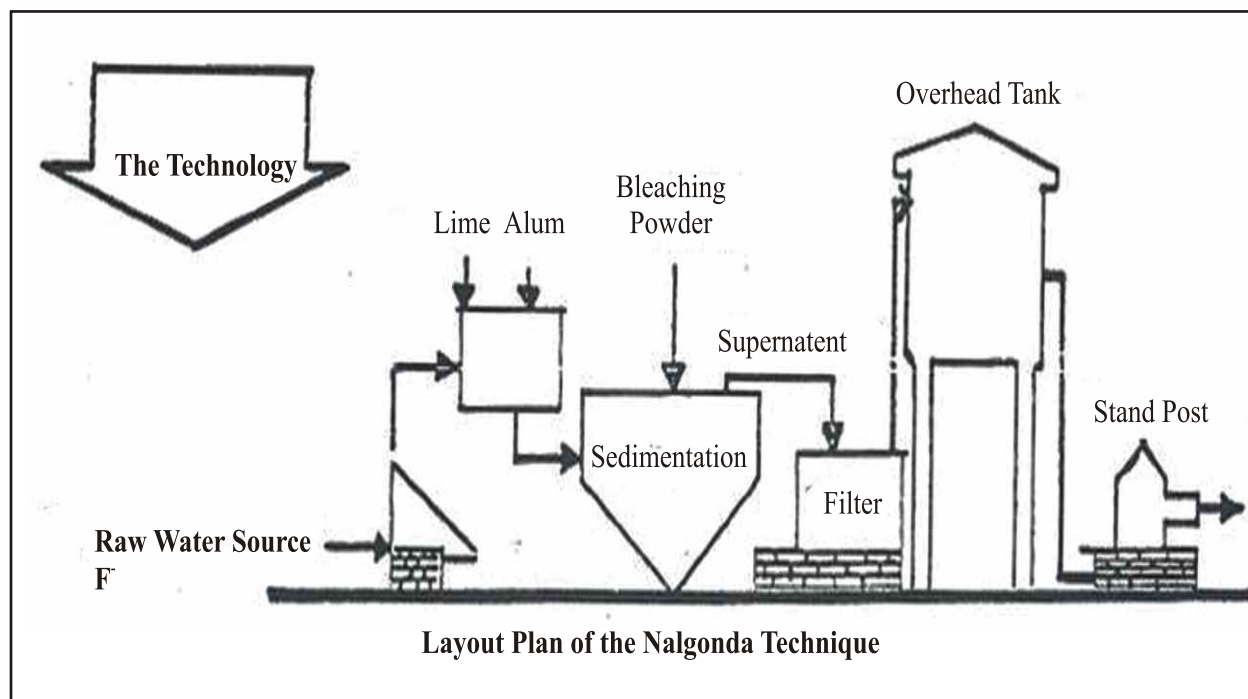 Overhead Tank
The Technology
Bleaching
Powder
Lime Alum
Supernatent
Stand Post
Sedimentation
Filter
Raw Water Source
F⁻
Layout Plan of the Nalgonda Technique